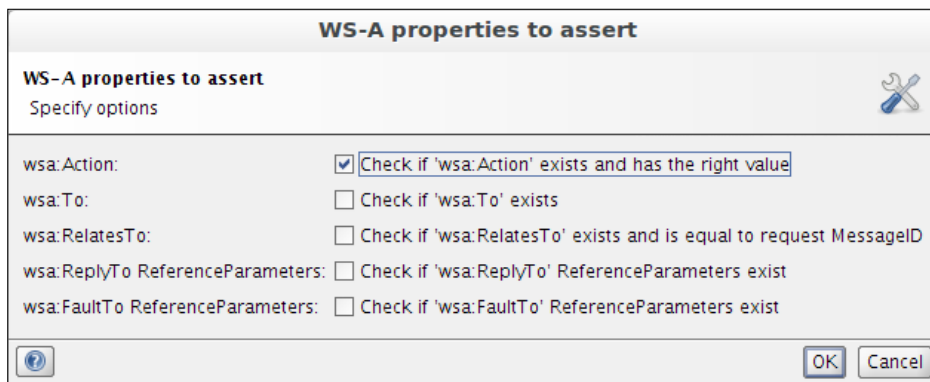 WS-A properties to assert
WS-A properties to assert
Specify options
wsa:Action: Check if 'wsa:Action' exists and has the right value
wsa:To: Check if 'wsa:To' exists
wsa:RelatesTo: Check if 'wsa:RelatesTo' exists and is equal to request MessageID
wsa:ReplyTo ReferenceParameters: Check if 'wsa:ReplyTo' ReferenceParameters exist
wsa:FaultTo ReferenceParameters: Check if 'wsa:FaultTo' ReferenceParameters exist
? OK Cancel